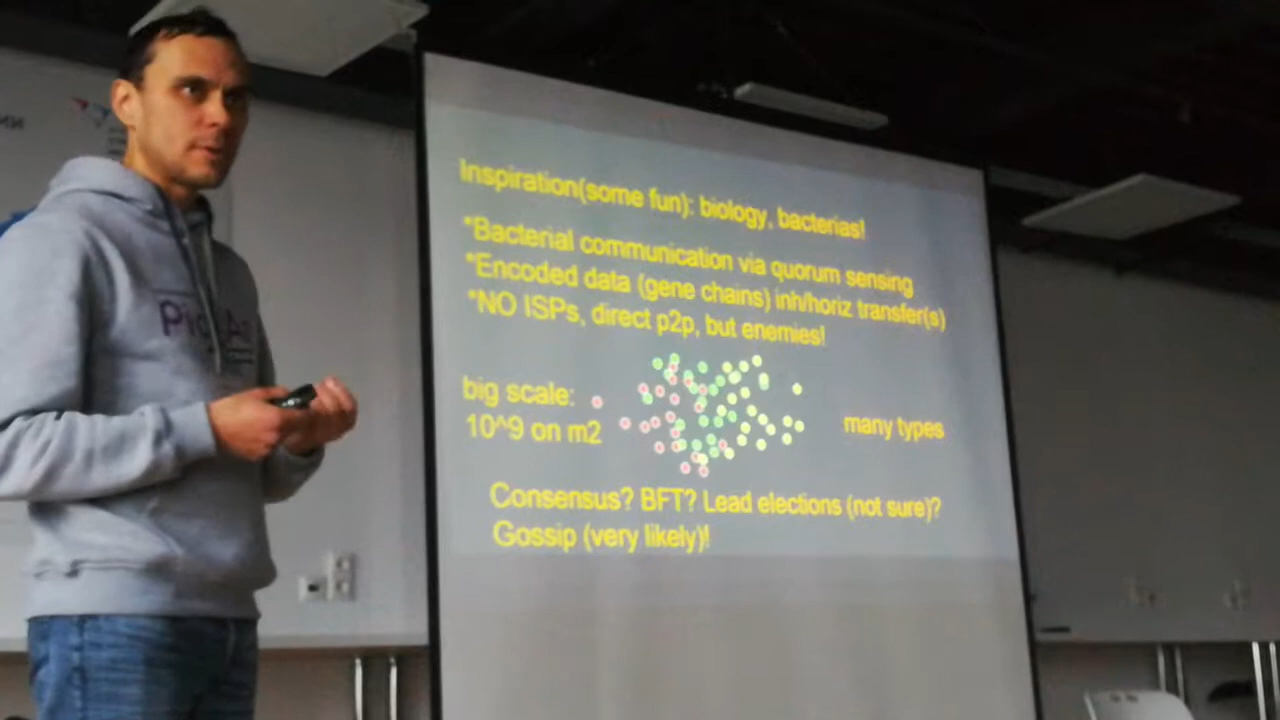 Inspiration(some fun): biology, bacterias!
*Bacterial communication via quorum sensing
*Encoded data (gene chains) inh/horiz transfer(s)
*NO ISPs, direct p2p, but enemies!
big scale:
10^9 on m2
many types
Consensus? BFT? Lead elections (not sure)?
Gossip (very likely)!